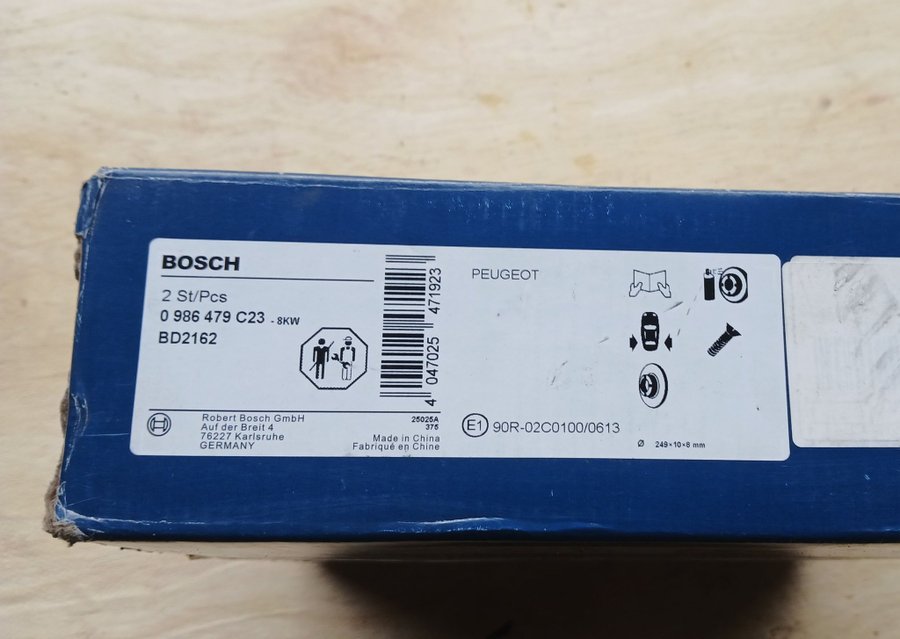 BOSCH
2 St/Pcs
0 986 479 C23 - 8KW
BD2162
Robert Bosch GmbH
Auf der Breit 4
76227 Karlsruhe
GERMANY
25025A
375
Made in China
Fabriqué en Chine
4 047025 471923
PEUGEOT
E1 90R-02C0100/0613
Ø 249×10×8 mm